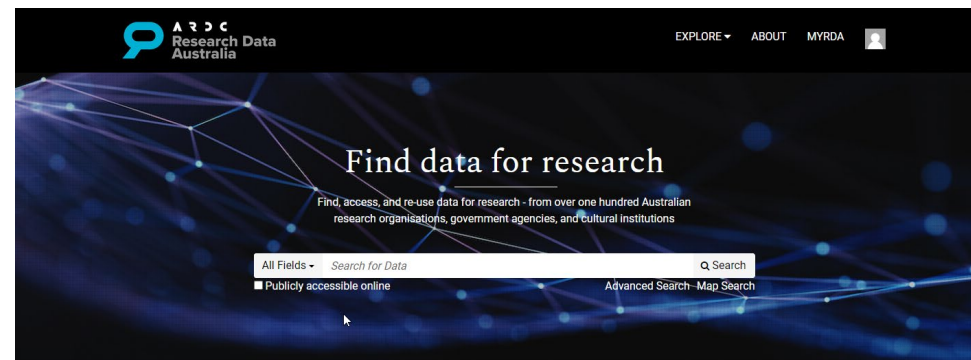 ARDC
Research Data
Australia
EXPLORE ABOUT MYRDA
Find data for research
Find, access, and re-use data for research - from over one hundred Australian
research organisations, government agencies, and cultural institutions
All Fields Search for Data Search
Publicly accessible online Advanced Search Map Search